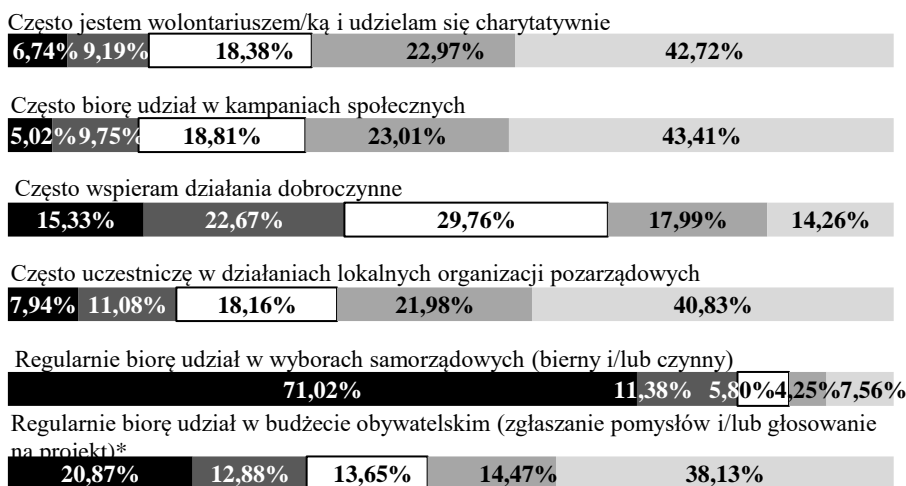 Często jestem wolontariuszem/ką i udzielam się charytatywnie
6,74% 9,19% 18,38% 22,97% 42,72%
Często biorę udział w kampaniach społecznych
5,02% 9,75% 18,81% 23,01% 43,41%
Często wspieram działania dobroczynne
15,33% 22,67% 29,76% 17,99% 14,26%
Często uczestniczę w działaniach lokalnych organizacji pozarządowych
7,94% 11,08% 18,16% 21,98% 40,83%
Regularnie biorę udział w wyborach samorządowych (bierny i/lub czynny)
71,02% 11,38% 5,80% 4,25% 7,56%
Regularnie biorę udział w budżecie obywatelskim (zgłaszanie pomysłów i/lub głosowanie
na projekt)*
20,87% 12,88% 13,65% 14,47% 38,13%